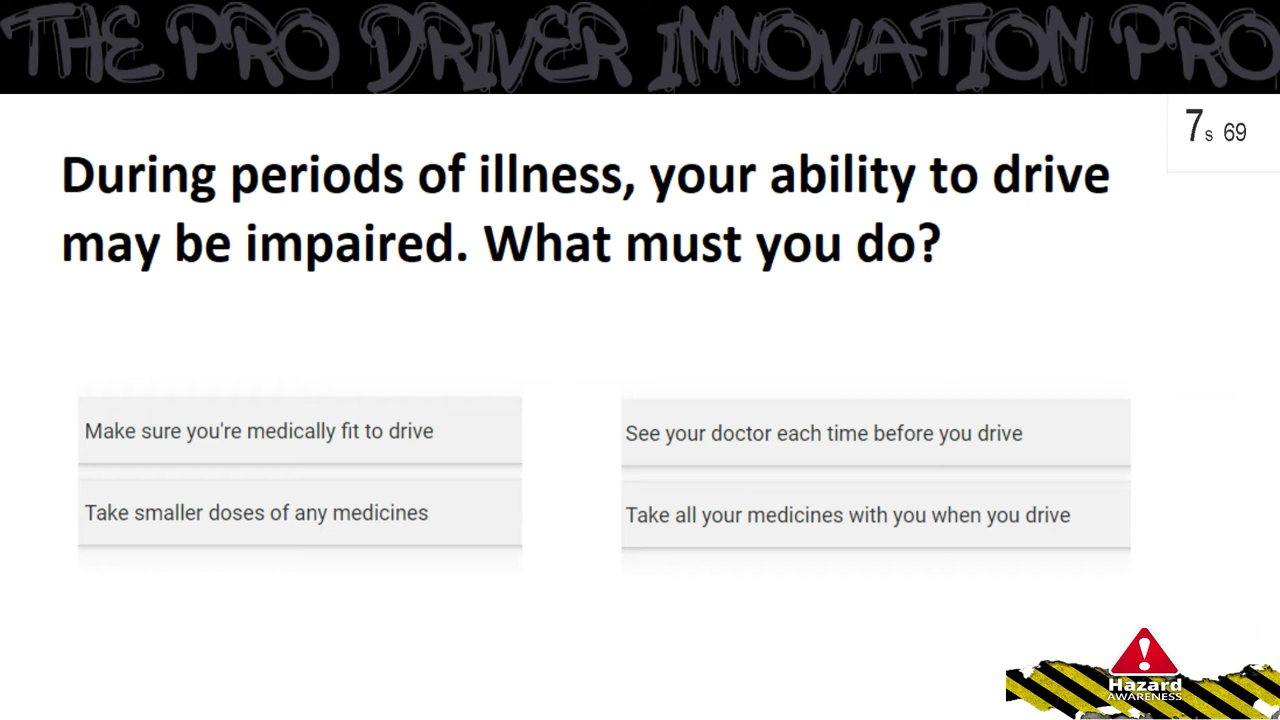 THE PRO DRIVER INNOVATION PRO
7s 69
During periods of illness, your ability to drive
may be impaired. What must you do?
Make sure you're medically fit to drive
Take smaller doses of any medicines
See your doctor each time before you drive
Take all your medicines with you when you drive
!
Hazard
AWARENESS